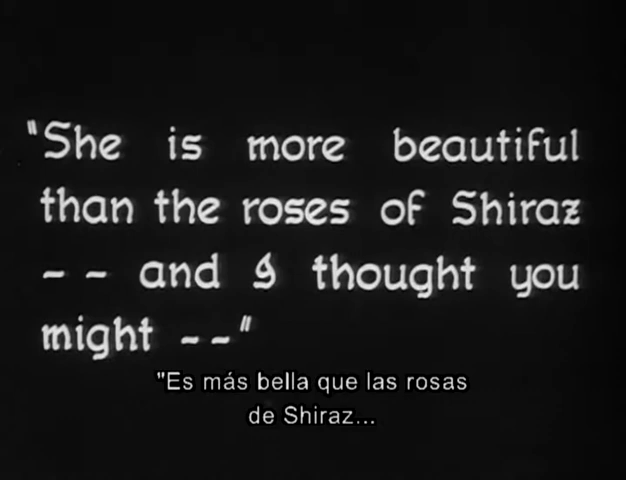 "She is more beautiful
than the roses of Shiraz
-- and I thought you
might --"
"Es más bella que las rosas
de Shiraz...